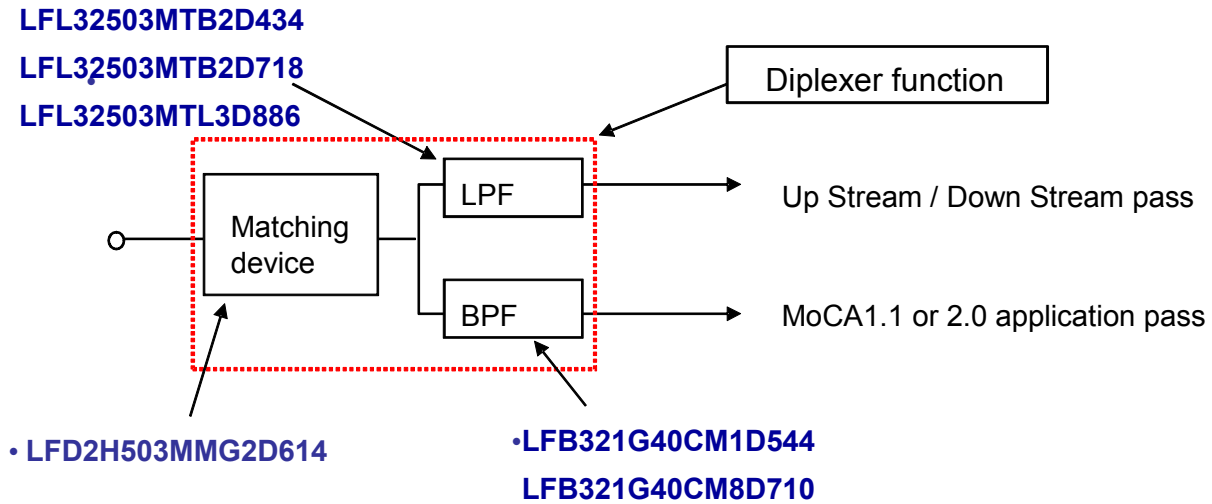 LFL32503MTB2D434
LFL32503MTB2D718
LFL32503MTL3D886
Diplexer function
LPF
Up Stream / Down Stream pass
Matching
device
BPF
MoCA1.1 or 2.0 application pass
• LFD2H503MMG2D614
•LFB321G40CM1D544
LFB321G40CM8D710